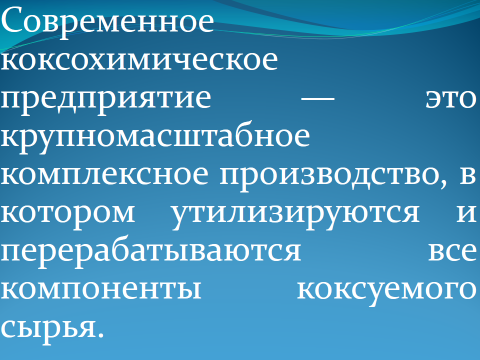 Современное
коксохимическое
предприятие — это
крупномасштабное
комплексное производство, в
котором утилизируются и
перерабатываются все
компоненты коксуемого
сырья.